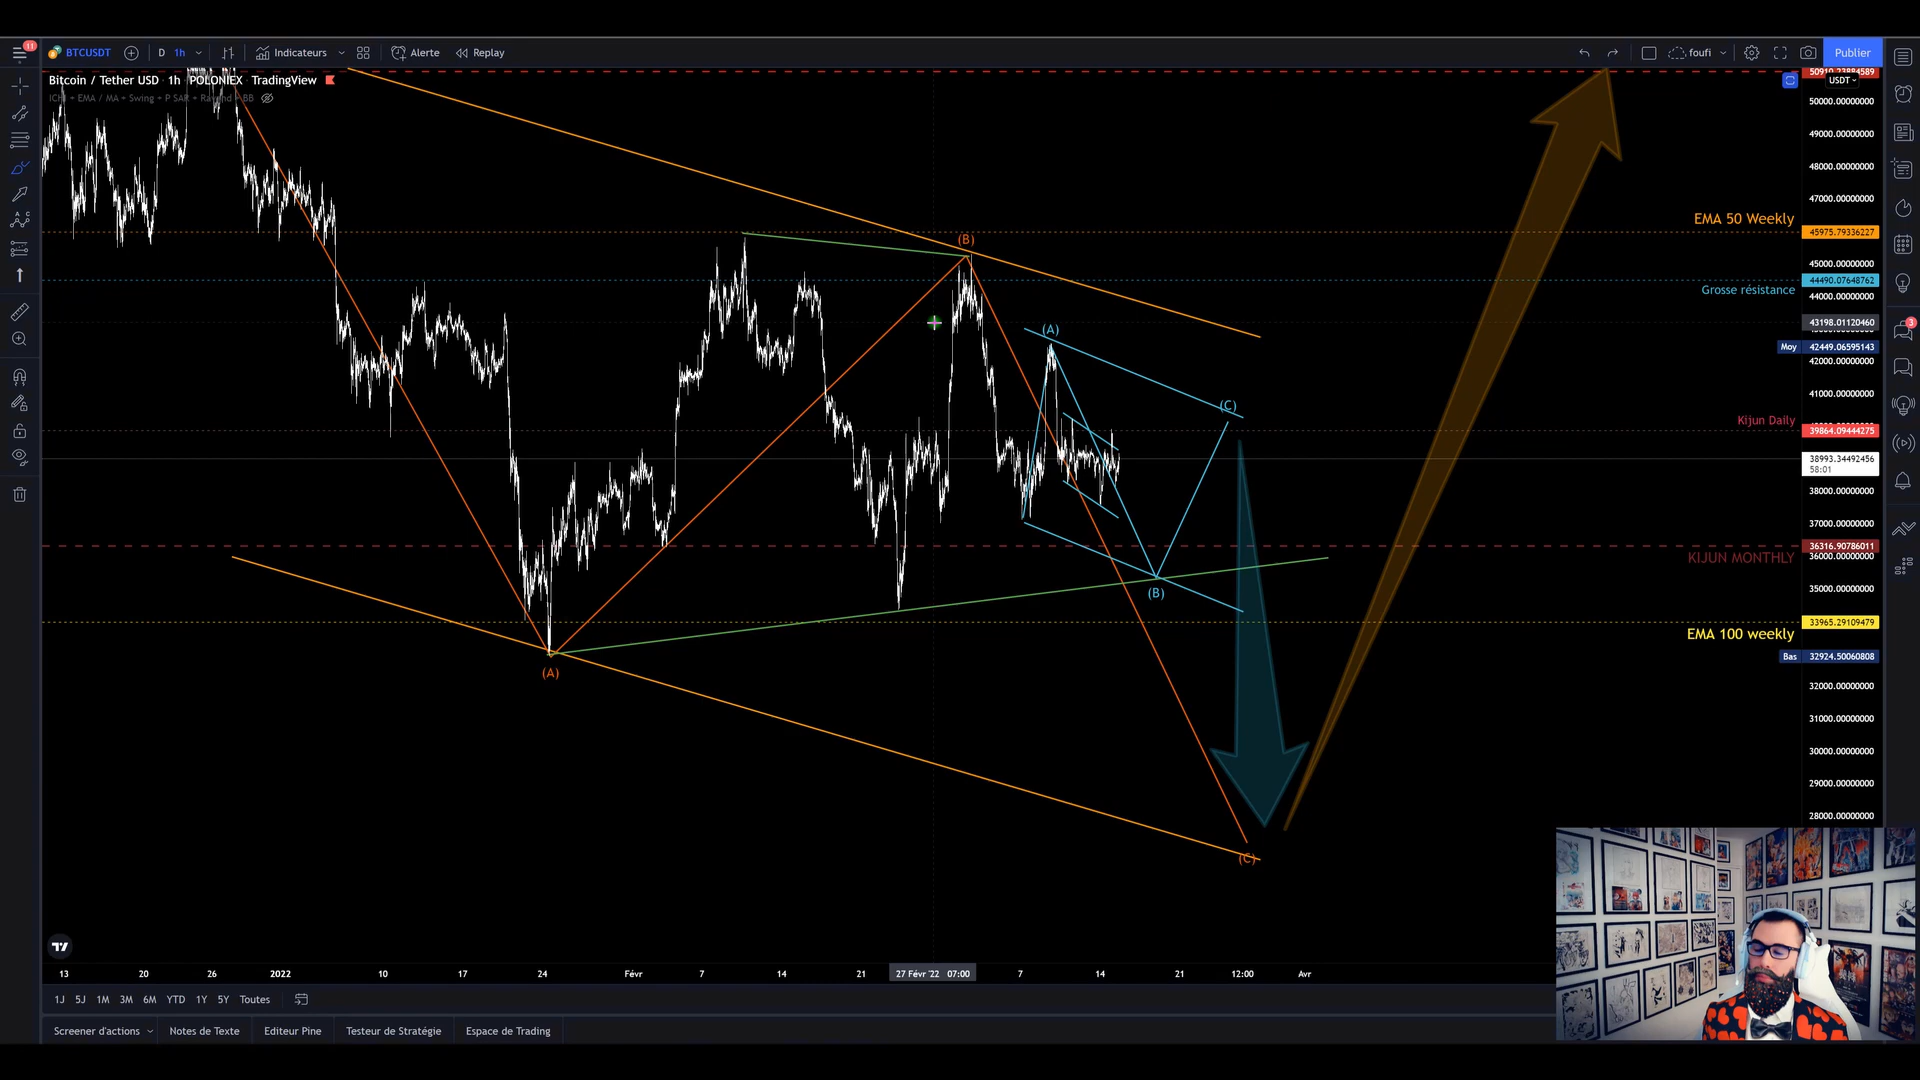 11
BTCUSDT
D
1h
Indicateurs
Alerte
Replay
foufi
Publier
Bitcoin / Tether USD · 1h · POLONIEX · TradingView
50910.23884589
USDT
50000.00000000
49000.00000000
48000.00000000
47000.00000000
EMA 50 Weekly
45975.79336227
(B)
45000.00000000
44490.07648762
Grosse résistance
44000.00000000
43198.01120460
3
(A)
Moy
42449.06595143
42000.00000000
41000.00000000
(C)
Kijun Daily
39864.09444275
38993.34492456
58:01
38000.00000000
37000.00000000
36316.90786011
KIJUN MONTHLY
36000.00000000
(B)
35000.00000000
33965.29109479
EMA 100 weekly
Bas
32924.50060808
(A)
32000.00000000
31000.00000000
30000.00000000
29000.00000000
28000.00000000
(C)
13
20
26
2022
10
17
24
Févr
7
14
21
27 Févr '22
07:00
7
14
21
12:00
Avr
1J
5J
1M
3M
6M
YTD
1Y
5Y
Toutes
Screener d'actions
Notes de Texte
Editeur Pine
Testeur de Stratégie
Espace de Trading